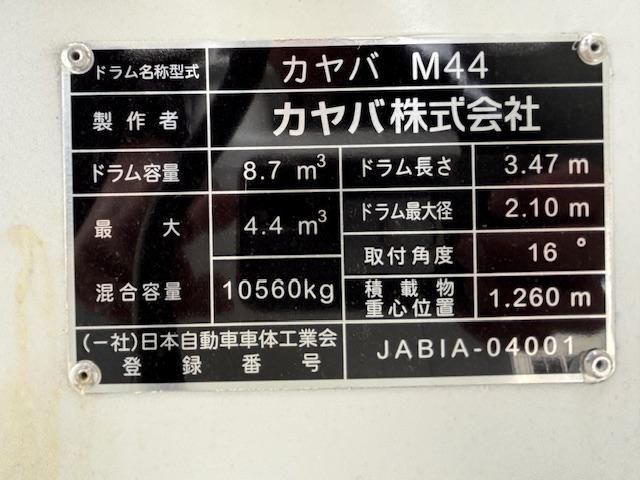 ドラム名称型式 カヤバ M44
製作者 カヤバ株式会社
ドラム容量 8.7 m³ ドラム長さ 3.47 m
最大 4.4 m³ ドラム最大径 2.10 m
取付角度 16°
混合容量 10560kg 積載物重心位置 1.260 m
(一社)日本自動車車体工業会
登録番号 JABIA-04001